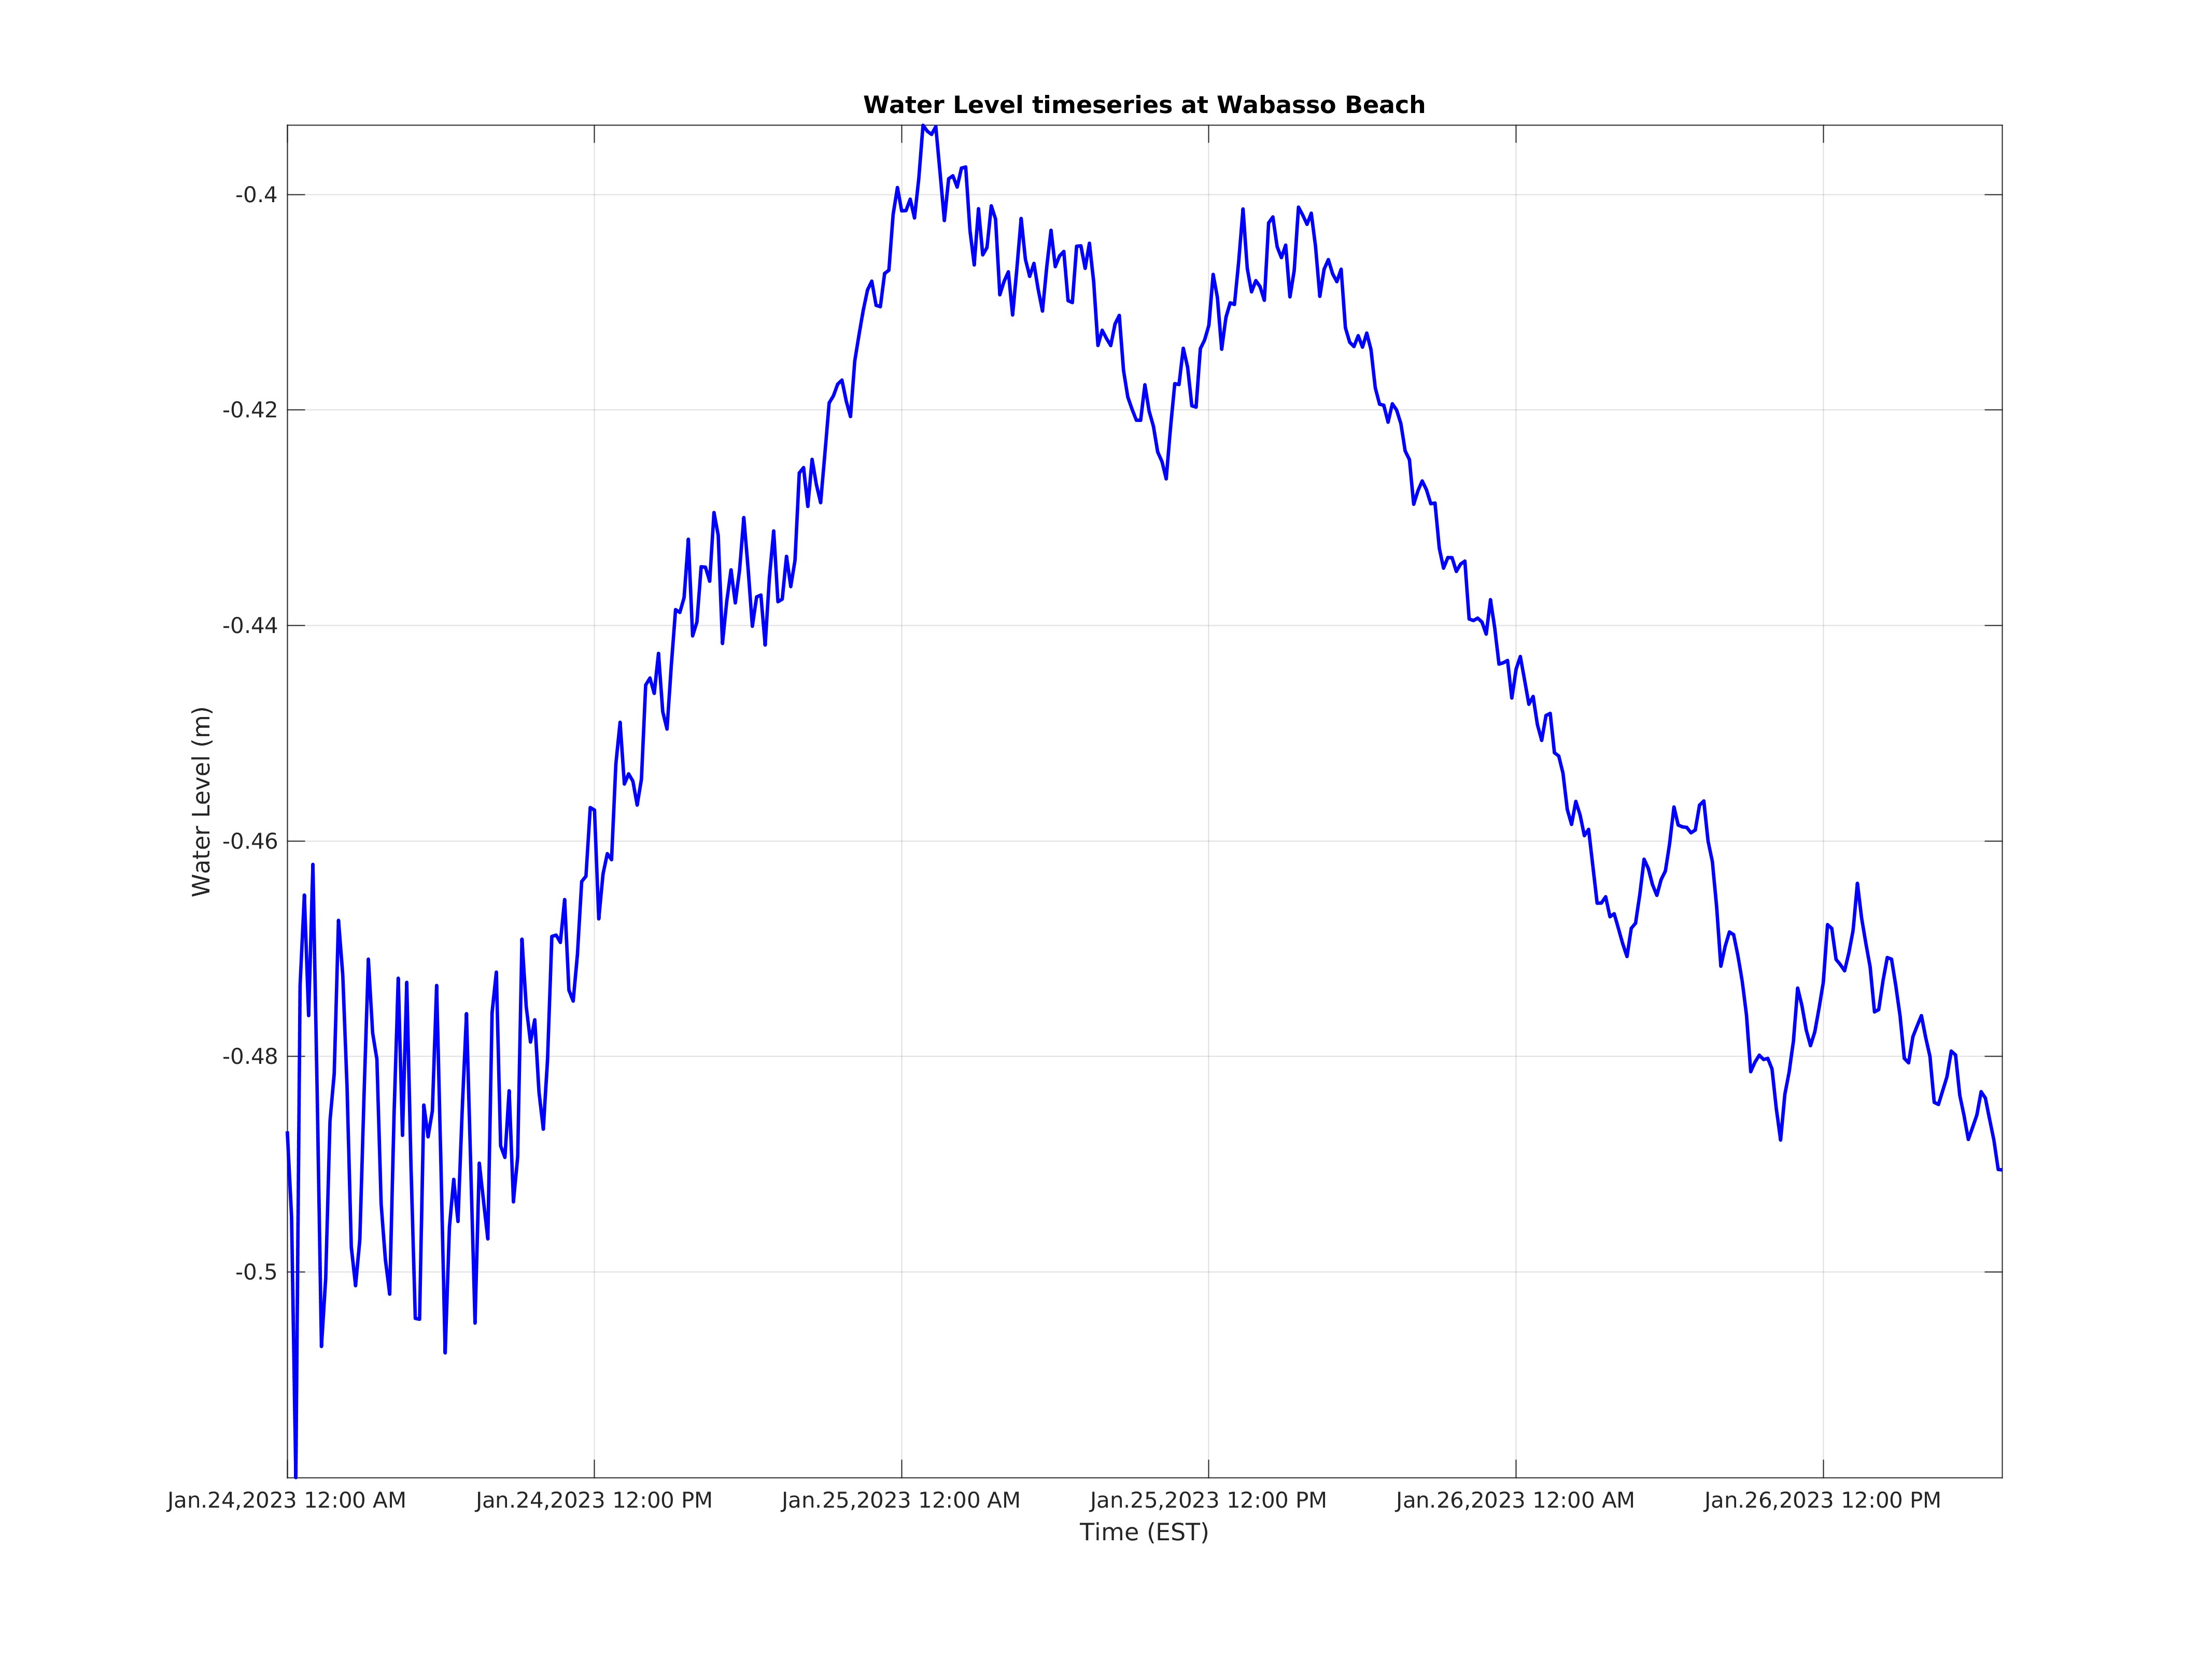 Water Level timeseries at Wabasso Beach
-0.4
-0.42
-0.44
-0.46
-0.48
-0.5
Water Level (m)
Jan.24,2023 12:00 AM
Jan.24,2023 12:00 PM
Jan.25,2023 12:00 AM
Jan.25,2023 12:00 PM
Jan.26,2023 12:00 AM
Jan.26,2023 12:00 PM
Time (EST)